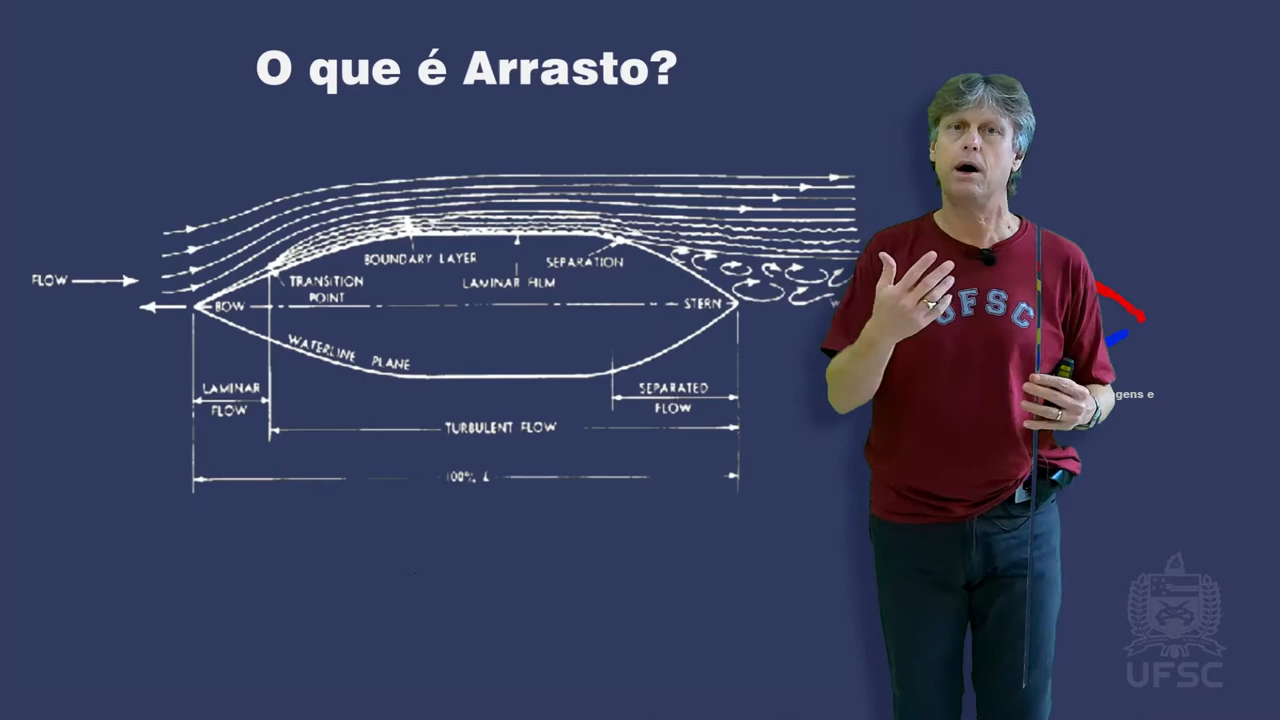 O que é Arrasto?
FLOW
BOUNDARY LAYER
SEPARATION
TRANSITION
POINT
LAMINAR FILM
BOW
STERN
WATERLINE PLANE
LAMINAR
FLOW
SEPARATED
FLOW
TURBULENT FLOW
100% L
UFSC
gens e
UFSC